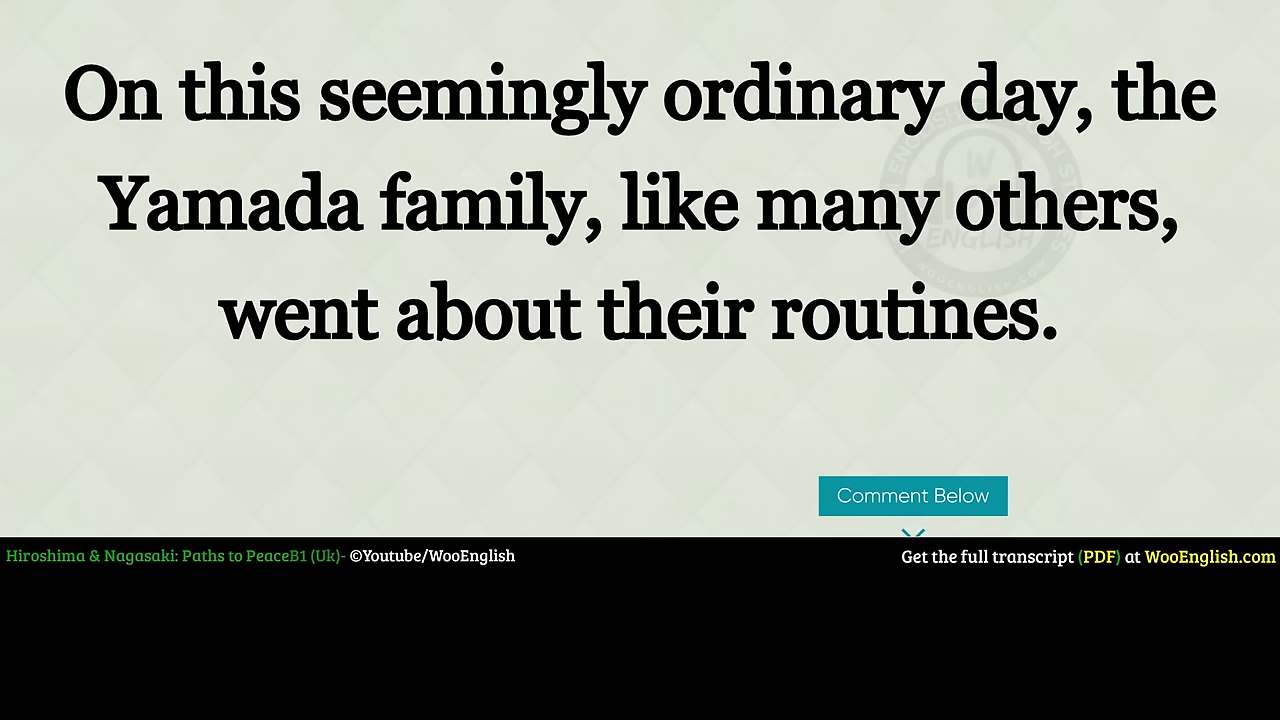 On this seemingly ordinary day, the
Yamada family, like many others,
went about their routines.
Comment Below
Hiroshima & Nagasaki: Paths to PeaceB1 (Uk)- ©Youtube/WooEnglish
Get the full transcript (PDF) at WooEnglish.com